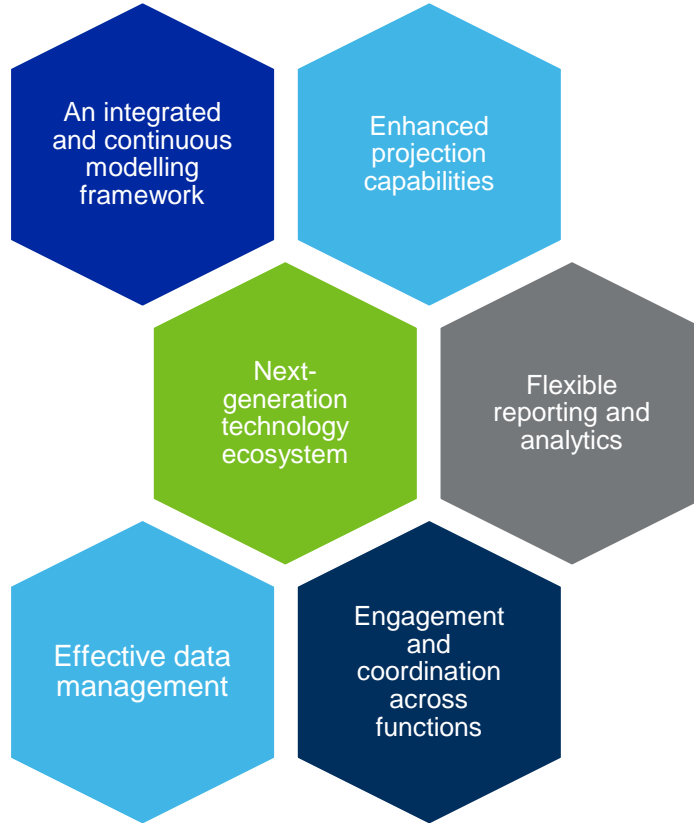 An integrated
and continuous
modelling
framework
Enhanced
projection
capabilities
Next-
generation
technology
ecosystem
Flexible
reporting and
analytics
Effective data
management
Engagement
and
coordination
across
functions